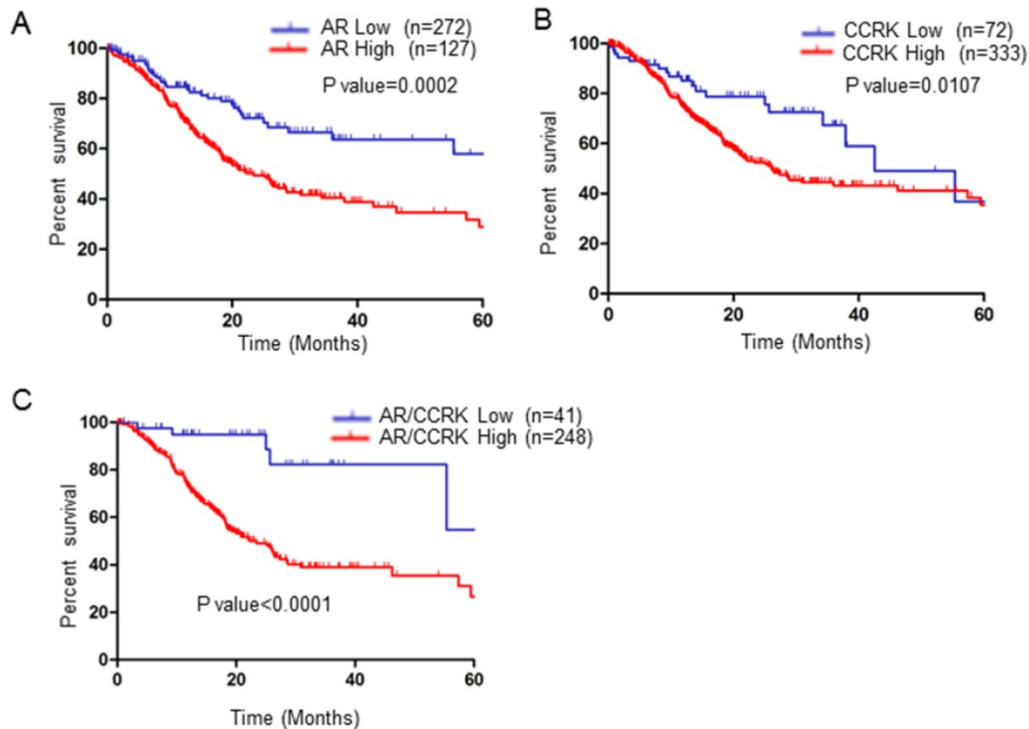 A
AR Low (n=272)
AR High (n=127)
P value=0.0002
Percent survival
100
80
60
40
20
0
0 20 40 60
Time (Months)
B
CCRK Low (n=72)
CCRK High (n=333)
P value=0.0107
Percent survival
100
80
60
40
20
0
0 20 40 60
Time (Months)
C
AR/CCRK Low (n=41)
AR/CCRK High (n=248)
P value<0.0001
Percent survival
100
80
60
40
20
0
0 20 40 60
Time (Months)